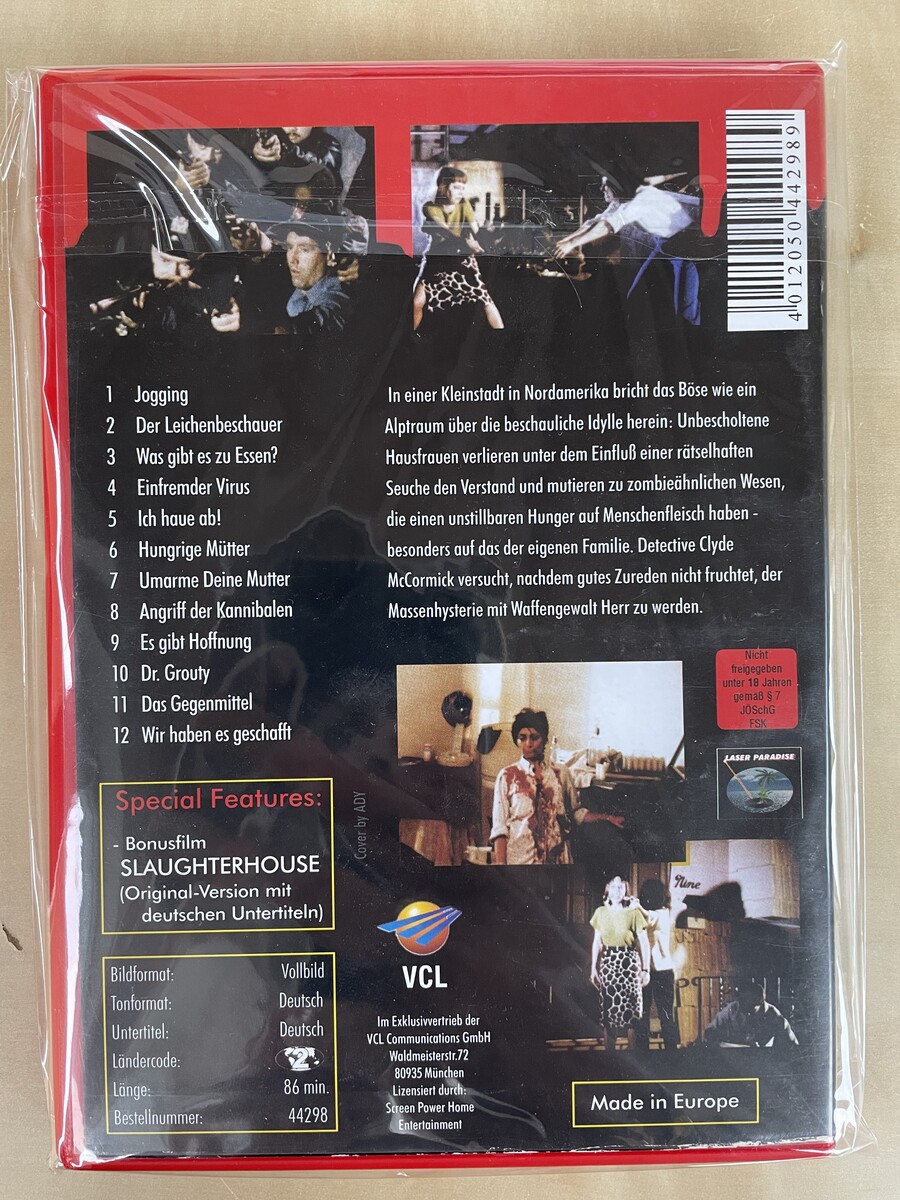 4012050442989
1 Jogging
2 Der Leichenbeschauer
3 Was gibt es zu Essen?
4 Einfremder Virus
5 Ich haue ab!
6 Hungrige Mütter
7 Umarme Deine Mutter
8 Angriff der Kannibalen
9 Es gibt Hoffnung
10 Dr. Grouty
11 Das Gegenmittel
12 Wir haben es geschafft
In einer Kleinstadt in Nordamerika bricht das Böse wie ein
Alptraum über die beschauliche Idylle herein: Unbescholtene
Hausfrauen verlieren unter dem Einfluß einer rätselhaften
Seuche den Verstand und mutieren zu zombieähnlichen Wesen,
die einen unstillbaren Hunger auf Menschenfleisch haben -
besonders auf das der eigenen Familie. Detective Clyde
McCormick versucht, nachdem gutes Zureden nicht fruchtet, der
Massenhysterie mit Waffengewalt Herr zu werden.
Nicht
freigegeben
unter 18 Jahren
gemäß § 7
JÖSchG
FSK
LASER PARADISE
Special Features:
- Bonusfilm
SLAUGHTERHOUSE
(Original-Version mit
deutschen Untertiteln)
Cover by ADY
Bildformat: Vollbild
Tonformat: Deutsch
Untertitel: Deutsch
Ländercode: 2
Länge: 86 min.
Bestellnummer: 44298
VCL
Im Exklusivvertrieb der
VCL Communications GmbH
Waldmeisterstr.72
80935 München
Lizensiert durch:
Screen Power Home
Entertainment
Nine
Made in Europe